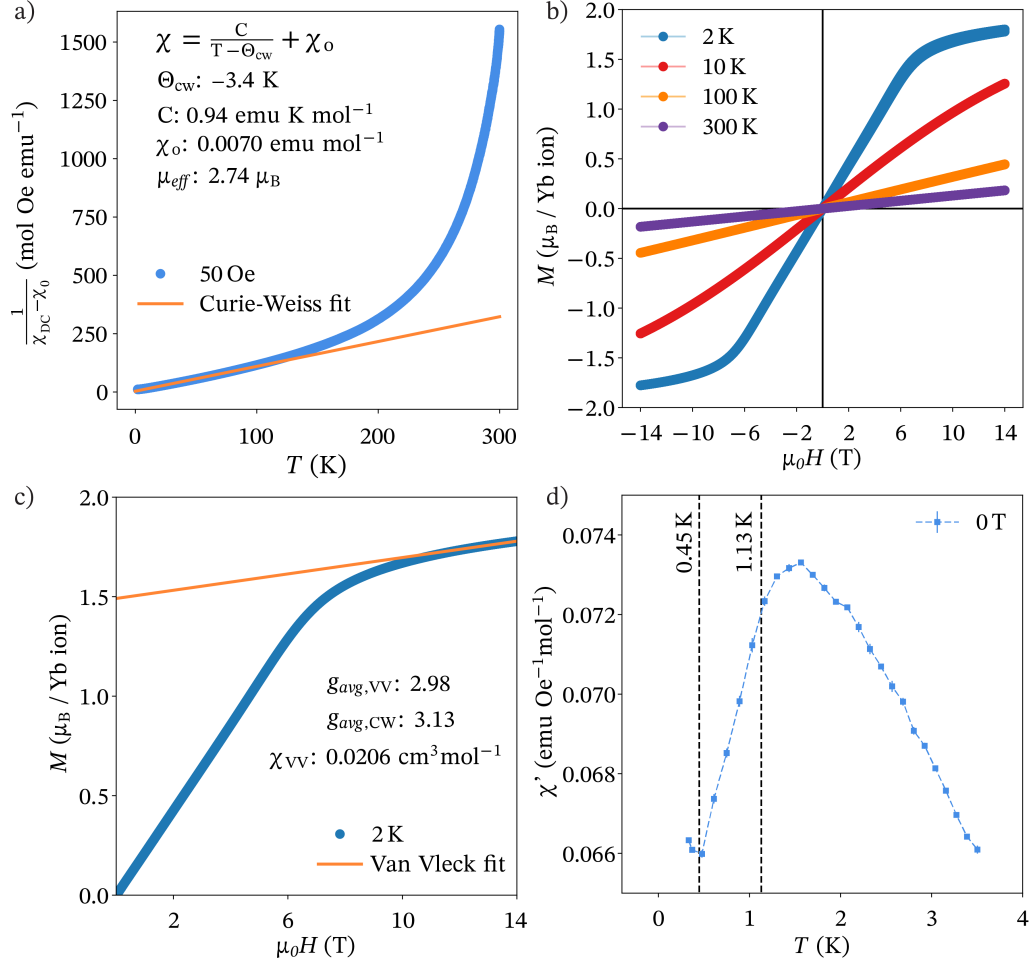 a)
χ = C / (T − Θcw) + χo
Θcw: −3.4 K
C: 0.94 emu K mol−1
χo: 0.0070 emu mol−1
μeff: 2.74 μB
50 Oe
Curie-Weiss fit
1500
1250
1000
750
500
250
0
1 / (χDC − χ0) (mol Oe emu−1)
0
100
200
300
T (K)
b)
2 K
10 K
100 K
300 K
2.0
1.5
1.0
0.5
0.0
−0.5
−1.0
−1.5
−2.0
M (μB / Yb ion)
−14
−10
−6
−2
2
6
10
14
μ0H (T)
c)
2.0
1.5
1.0
0.5
0.0
M (μB / Yb ion)
gavg,VV: 2.98
gavg,CW: 3.13
χVV: 0.0206 cm3mol−1
2 K
Van Vleck fit
2
6
10
14
μ0H (T)
d)
0.45 K
1.13 K
0 T
0.074
0.072
0.070
0.068
0.066
χ’ (emu Oe−1mol−1)
0
1
2
3
4
T (K)